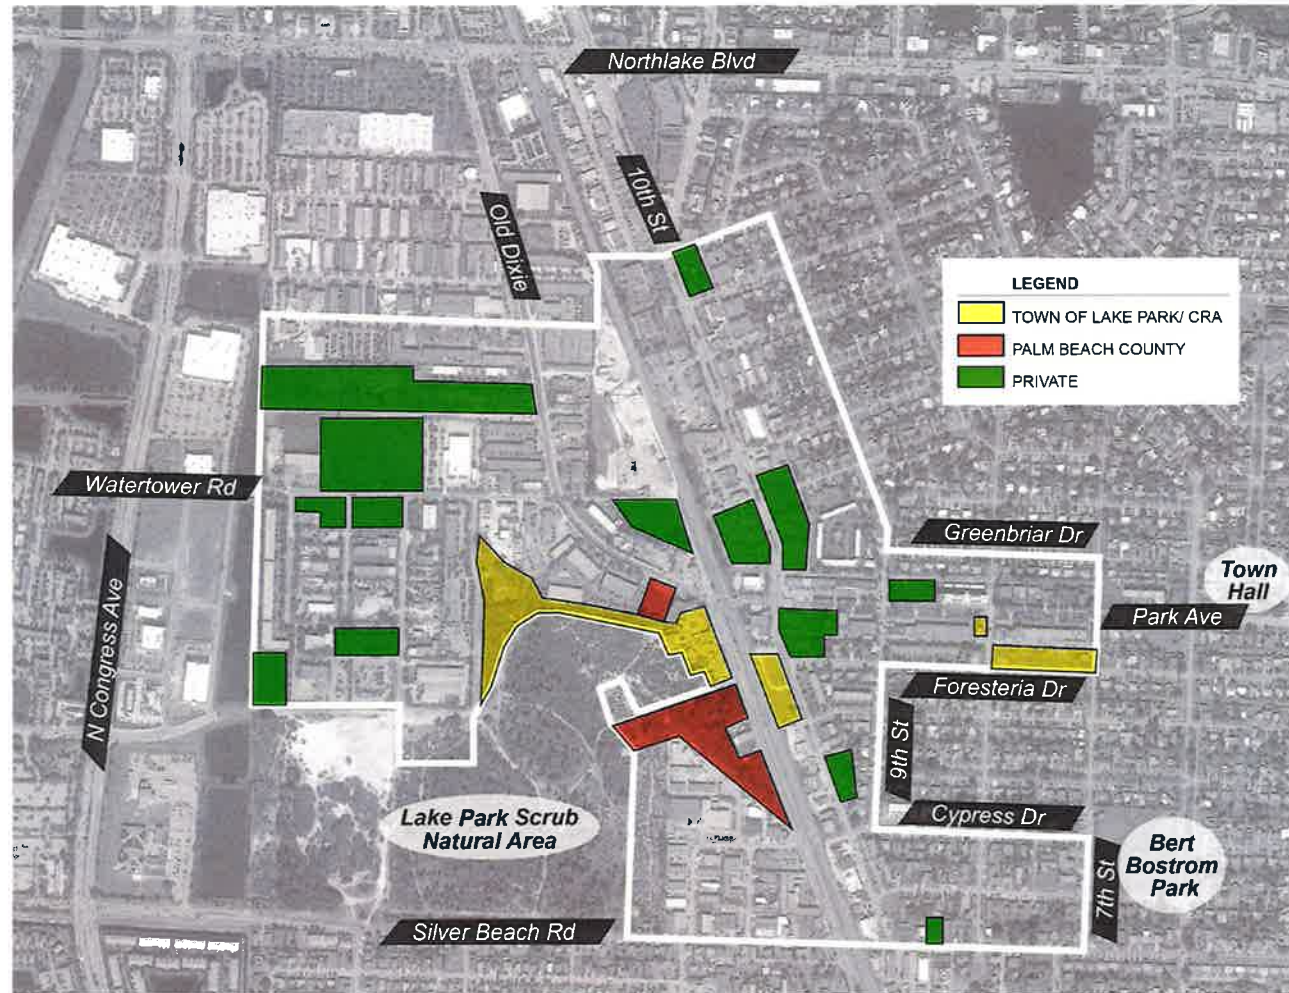 Northlake Blvd
10th St
Old Dixie
LEGEND
TOWN OF LAKE PARK/ CRA
PALM BEACH COUNTY
PRIVATE
Watertower Rd
Greenbriar Dr
Town
Hall
Park Ave
N Congress Ave
Foresteria Dr
9th St
Lake Park Scrub
Natural Area
Cypress Dr
Bert
Bostrom
Park
7th St
Silver Beach Rd